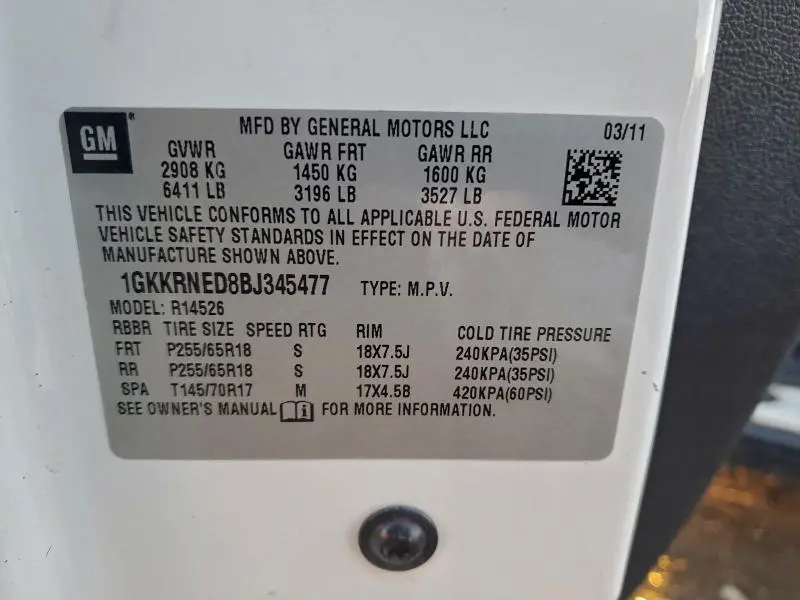 GM® MFD BY GENERAL MOTORS LLC 03/11
GVWR GAWR FRT GAWR RR
2908 KG 1450 KG 1600 KG
6411 LB 3196 LB 3527 LB
THIS VEHICLE CONFORMS TO ALL APPLICABLE U.S. FEDERAL MOTOR
VEHICLE SAFETY STANDARDS IN EFFECT ON THE DATE OF
MANUFACTURE SHOWN ABOVE.
1GKKRNED8BJ345477 TYPE: M.P.V.
MODEL: R14526
RBBR TIRE SIZE SPEED RTG RIM COLD TIRE PRESSURE
FRT P255/65R18 S 18X7.5J 240KPA(35PSI)
RR P255/65R18 S 18X7.5J 240KPA(35PSI)
SPA T145/70R17 M 17X4.5B 420KPA(60PSI)
SEE OWNER'S MANUAL i FOR MORE INFORMATION.